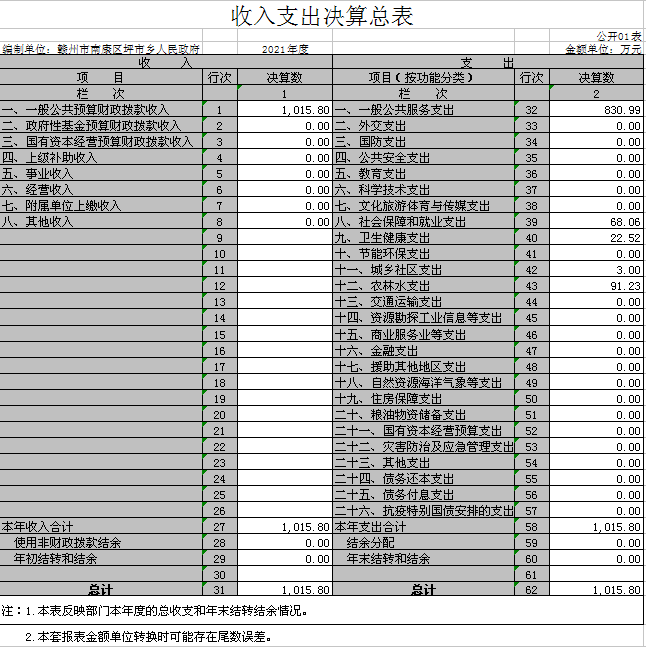 收入支出决算总表
公开01表
编制单位：赣州市南康区坪市乡人民政府 2021年度 金额单位：万元
收 入 支 出
项 目 行次 决算数 项目（按功能分类） 行次 决算数
栏 次 1 栏 次 2
一、一般公共预算财政拨款收入 1 1,015.80 一、一般公共服务支出 32 830.99
二、政府性基金预算财政拨款收入 2 0.00 二、外交支出 33 0.00
三、国有资本经营预算财政拨款收入 3 0.00 三、国防支出 34 0.00
四、上级补助收入 4 0.00 四、公共安全支出 35 0.00
五、事业收入 5 0.00 五、教育支出 36 0.00
六、经营收入 6 0.00 六、科学技术支出 37 0.00
七、附属单位上缴收入 7 0.00 七、文化旅游体育与传媒支出 38 0.00
八、其他收入 8 0.00 八、社会保障和就业支出 39 68.06
9 九、卫生健康支出 40 22.52
10 十、节能环保支出 41 0.00
11 十一、城乡社区支出 42 3.00
12 十二、农林水支出 43 91.23
13 十三、交通运输支出 44 0.00
14 十四、资源勘探工业信息等支出 45 0.00
15 十五、商业服务业等支出 46 0.00
16 十六、金融支出 47 0.00
17 十七、援助其他地区支出 48 0.00
18 十八、自然资源海洋气象等支出 49 0.00
19 十九、住房保障支出 50 0.00
20 二十、粮油物资储备支出 51 0.00
21 二十一、国有资本经营预算支出 52 0.00
22 二十二、灾害防治及应急管理支出 53 0.00
23 二十三、其他支出 54 0.00
24 二十四、债务还本支出 55 0.00
25 二十五、债务付息支出 56 0.00
26 二十六、抗疫特别国债安排的支出 57 0.00
本年收入合计 27 1,015.80 本年支出合计 58 1,015.80
使用非财政拨款结余 28 0.00 结余分配 59 0.00
年初结转和结余 29 0.00 年末结转和结余 60 0.00
30 61
总计 31 1,015.80 总计 62 1,015.80
注：1.本表反映部门本年度的总收支和年末结转结余情况。
2.本套报表金额单位转换时可能存在尾数误差。